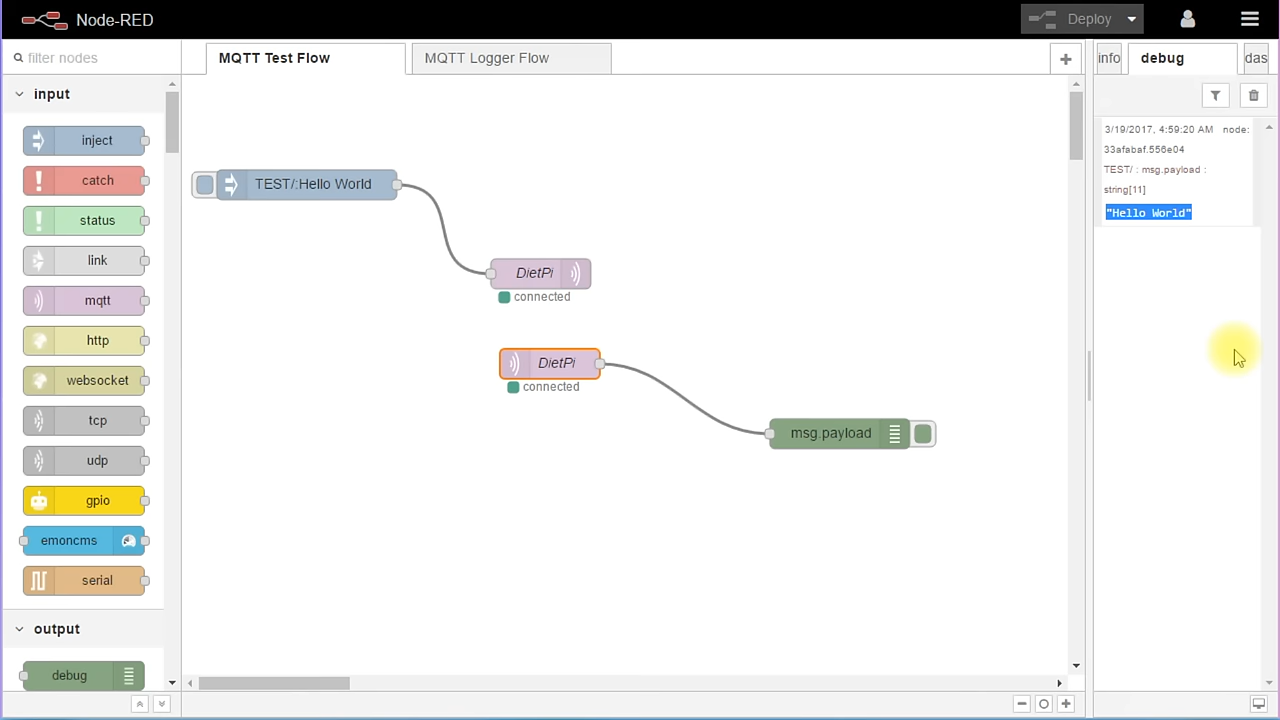 Node-RED
Deploy
filter nodes
MQTT Test Flow
MQTT Logger Flow
info
debug
das
input
inject
catch
status
link
mqtt
http
websocket
tcp
udp
gpio
emoncms
serial
output
debug
TEST/:Hello World
DietPi
connected
DietPi
connected
msg.payload
3/19/2017, 4:59:20 AM node:
33afabaf.556e04
TEST/ : msg.payload :
string[11]
"Hello World"